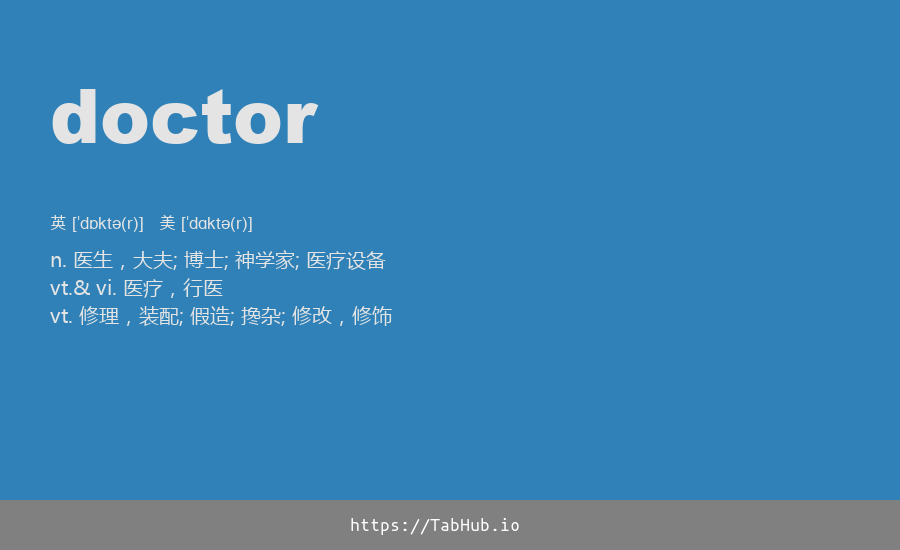 doctor
英 [ˈdɒktə(r)] 美 [ˈdɑktə(r)]
n. 医生，大夫; 博士; 神学家; 医疗设备
vt.& vi. 医疗，行医
vt. 修理，装配; 假造; 搀杂; 修改，修饰
https://TabHub.io